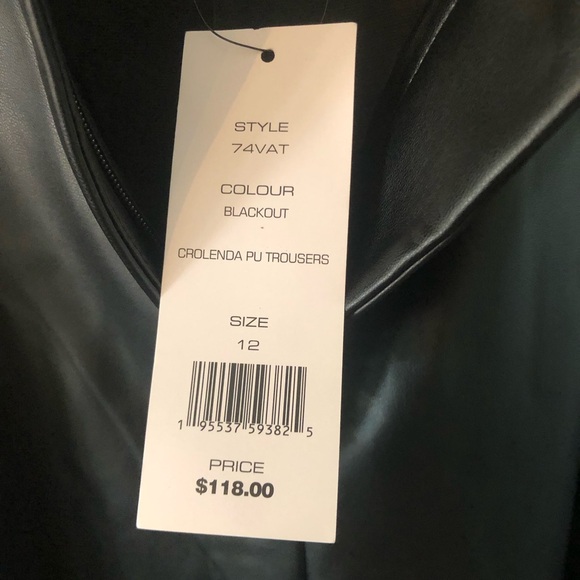 STYLE
74VAT
COLOUR
BLACKOUT
-
CROLENDA PU TROUSERS
SIZE
12
1 95537 59382 5
PRICE
$118.00